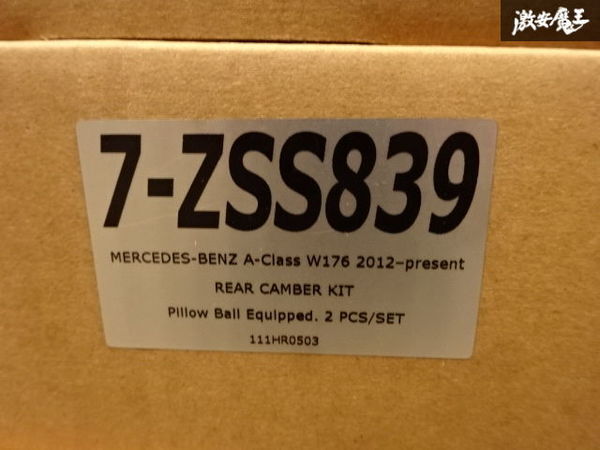 激安魔王
7-ZSS839
MERCEDES-BENZ A-Class W176 2012–present
REAR CAMBER KIT
Pillow Ball Equipped. 2 PCS/SET
111HR0503